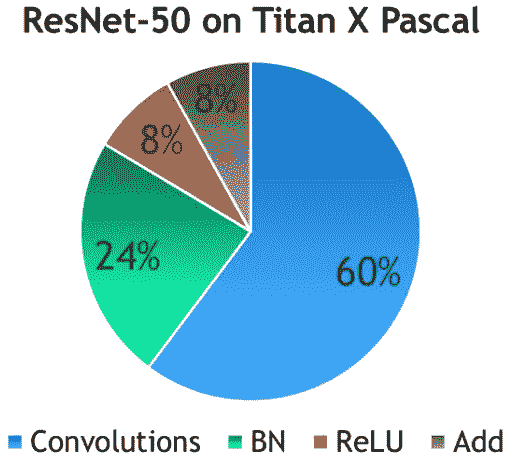 ResNet-50 on Titan X Pascal
8%
8%
24%
60%
Convolutions BN ReLU Add